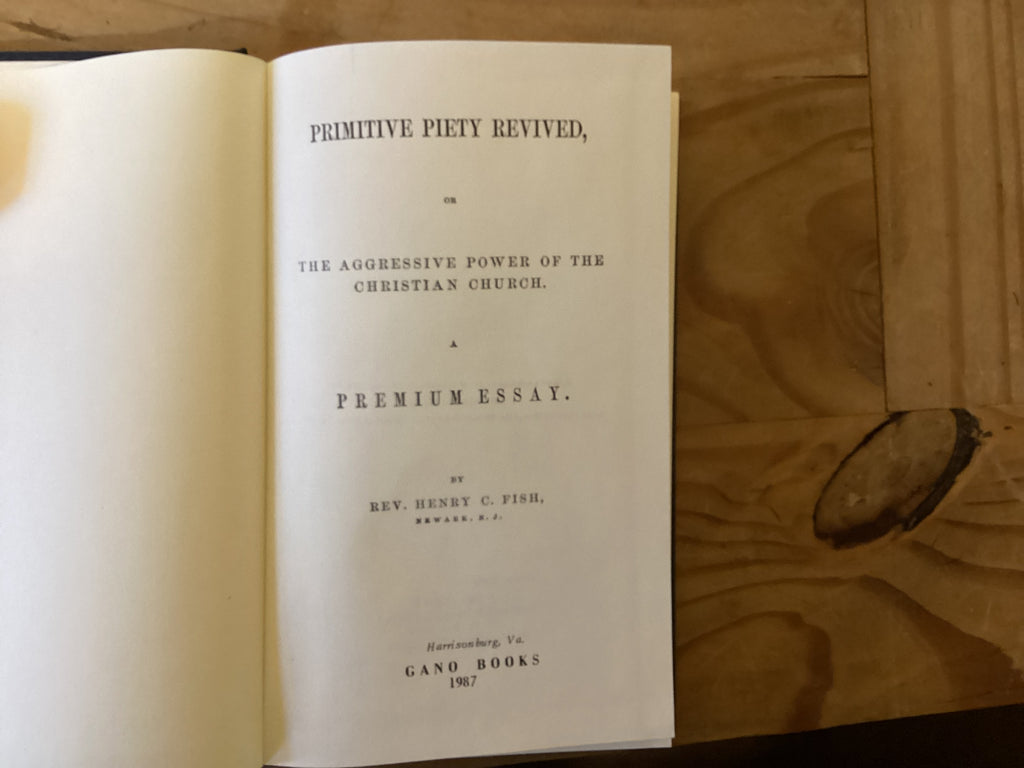 PRIMITIVE PIETY REVIVED,
OR
THE AGGRESSIVE POWER OF THE
CHRISTIAN CHURCH.
A
PREMIUM ESSAY.
BY
REV. HENRY C. FISH,
NEWARK, N. J.
Harrisonburg, Va.
GANO BOOKS
1987